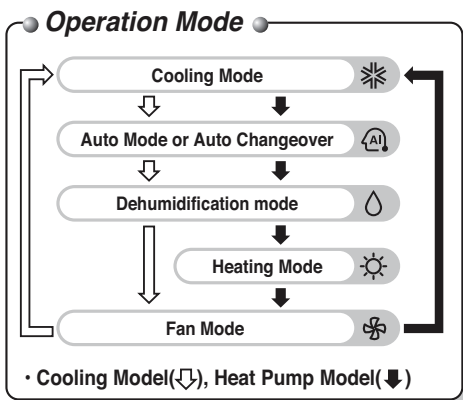 Operation Mode
Cooling Mode
Auto Mode or Auto Changeover
AI
Dehumidification mode
Heating Mode
Fan Mode
· Cooling Model(⇩), Heat Pump Model(⬇)